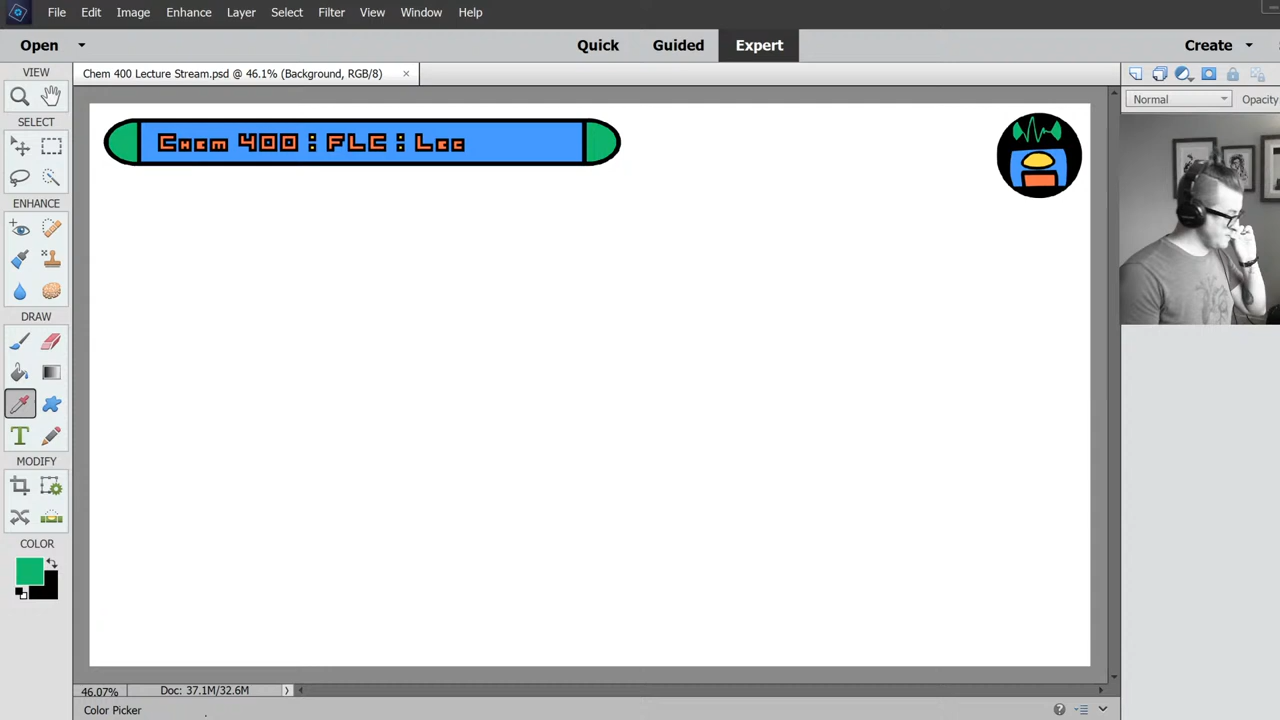 File Edit Image Enhance Layer Select Filter View Window Help
Open Quick Guided Expert Create
VIEW
Chem 400 Lecture Stream.psd @ 46.1% (Background, RGB/8) ×
Normal Opacity
Chem 400 : FLC : Lec
SELECT
ENHANCE
DRAW
T
MODIFY
COLOR
46.07% Doc: 37.1M/32.6M
Color Picker